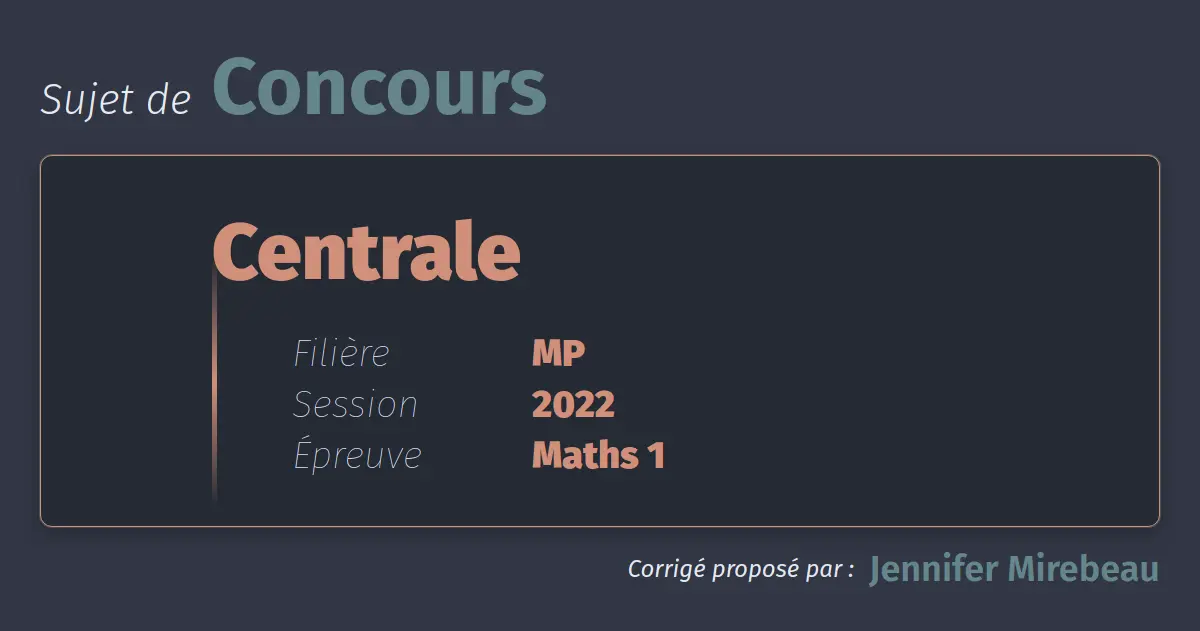 Sujet de Concours
Centrale
Filière MP
Session 2022
Épreuve Maths 1
Corrigé proposé par : Jennifer Mirebeau